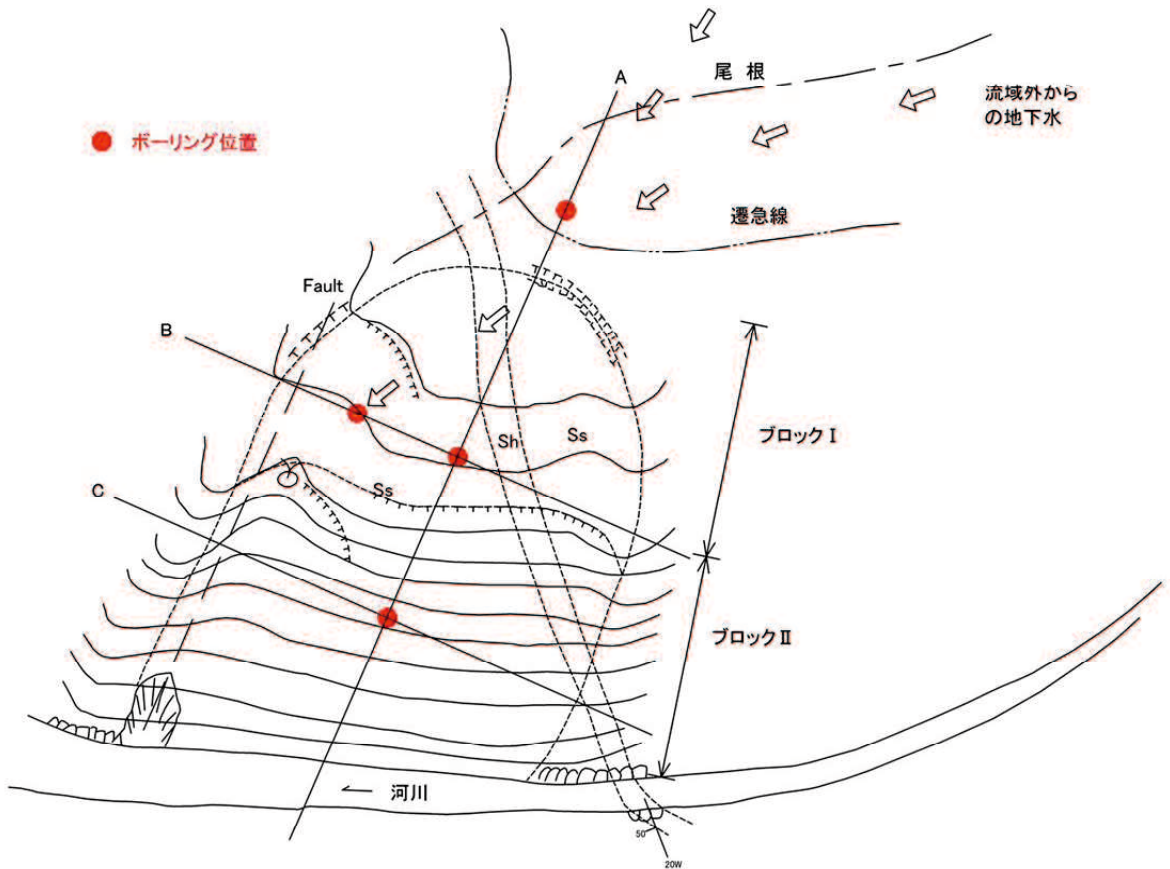 A
尾根
流域外から
の地下水
ボーリング位置
遷急線
Fault
B
ブロックⅠ
Sh
Ss
C
Ss
ブロックⅡ
河川
50
20W